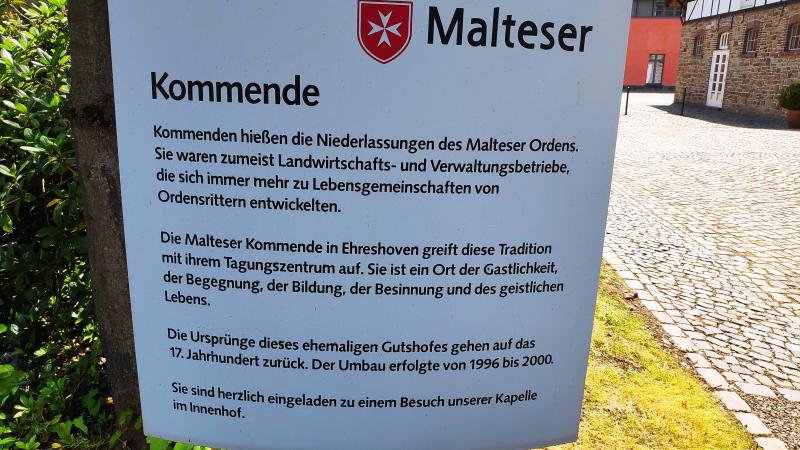 Malteser
Kommende
Kommenden hießen die Niederlassungen des Malteser Ordens.
Sie waren zumeist Landwirtschafts- und Verwaltungsbetriebe,
die sich immer mehr zu Lebensgemeinschaften von
Ordensrittern entwickelten.
Die Malteser Kommende in Ehreshoven greift diese Tradition
mit ihrem Tagungszentrum auf. Sie ist ein Ort der Gastlichkeit,
der Begegnung, der Bildung, der Besinnung und des geistlichen
Lebens.
Die Ursprünge dieses ehemaligen Gutshofes gehen auf das
17. Jahrhundert zurück. Der Umbau erfolgte von 1996 bis 2000.
Sie sind herzlich eingeladen zu einem Besuch unserer Kapelle
im Innenhof.